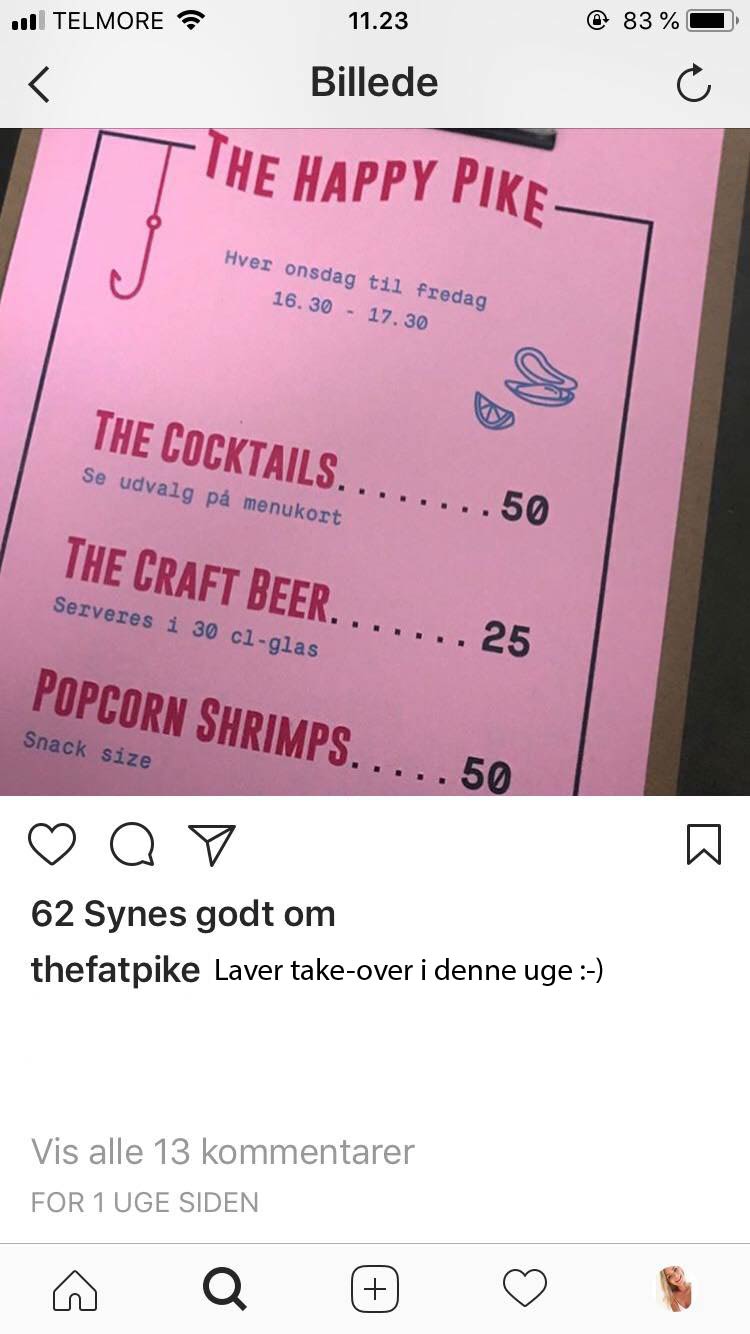 TELMORE 11.23 83 %
Billede
THE HAPPY PIKE
Hver onsdag til fredag
16.30 - 17.30
THE COCKTAILS........50
Se udvalg på menukort
THE CRAFT BEER.......25
Serveres i 30 cl-glas
POPCORN SHRIMPS.....50
Snack size
62 Synes godt om
thefatpike Laver take-over i denne uge :-)
Vis alle 13 kommentarer
FOR 1 UGE SIDEN